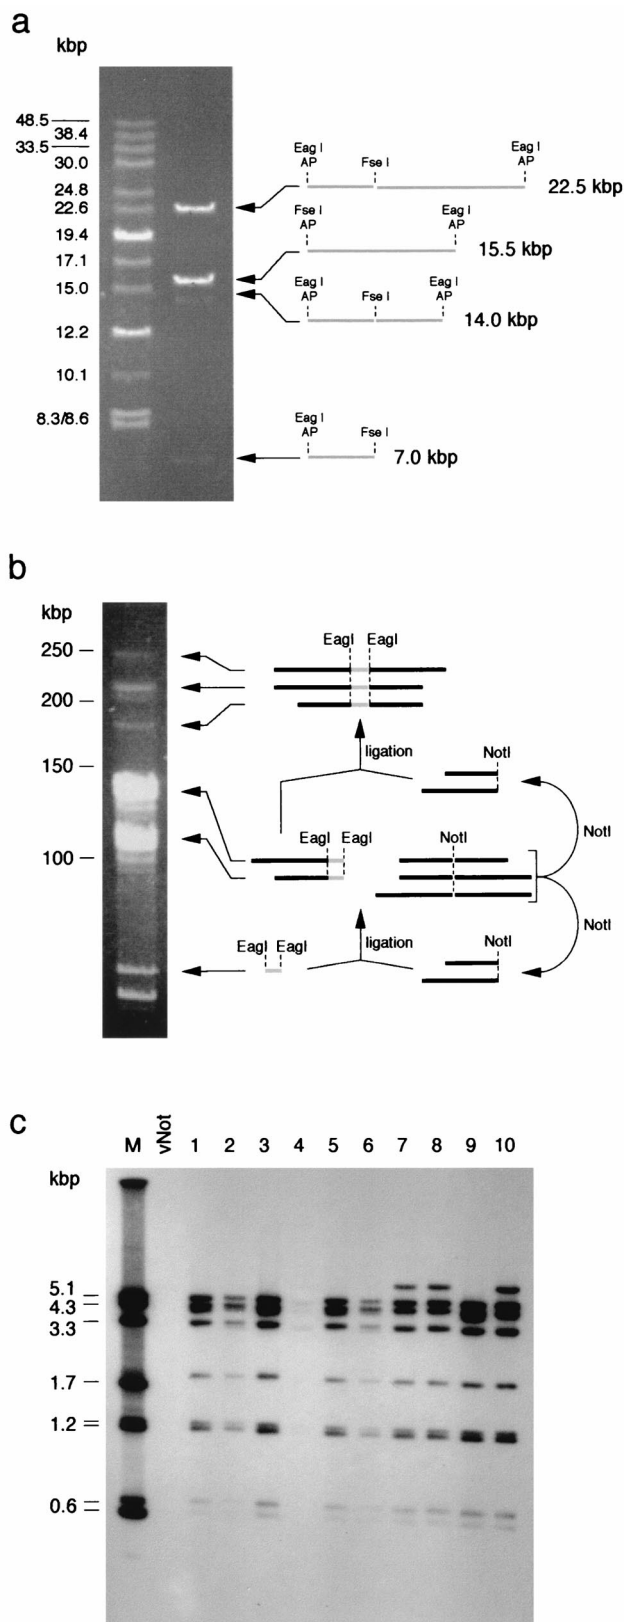 a
kbp
48.5
38.4
33.5
30.0
24.8
22.6
19.4
17.1
15.0
12.2
10.1
8.3/8.6
Eag I AP Fse I Eag I AP
22.5 kbp
Fse I AP Eag I AP
15.5 kbp
Eag I AP Fse I Eag I AP
14.0 kbp
Eag I AP Fse I
7.0 kbp
b
kbp
250
200
150
100
EagI EagI
ligation
NotI
NotI
EagI EagI
NotI
NotI
EagI EagI
ligation
NotI
c
M vNot 1 2 3 4 5 6 7 8 9 10
kbp
5.1
4.3
3.3
1.7
1.2
0.6